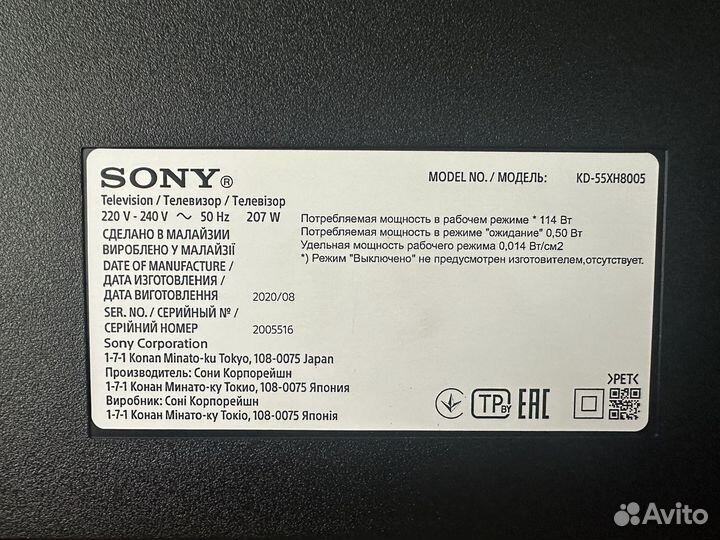 SONY®
MODEL NO. / МОДЕЛЬ: KD-55XH8005
Television / Телевизор / Телевізор
220 V - 240 V ~ 50 Hz 207 W
СДЕЛАНО В МАЛАЙЗИИ
ВИРОБЛЕНО У МАЛАЙЗІЇ
DATE OF MANUFACTURE /
ДАТА ИЗГОТОВЛЕНИЯ /
ДАТА ВИГОТОВЛЕННЯ 2020/08
SER. NO. / СЕРИЙНЫЙ № /
СЕРІЙНИЙ НОМЕР 2005516
Sony Corporation
1-7-1 Konan Minato-ku Tokyo, 108-0075 Japan
Производитель: Сони Корпорейшн
1-7-1 Конан Минато-ку Токио, 108-0075 Япония
Виробник: Соні Корпорейшн
1-7-1 Конан Мінато-ку Токіо, 108-0075 Японія
Потребляемая мощность в рабочем режиме * 114 Вт
Потребляемая мощность в режиме "ожидание" 0,50 Вт
Удельная мощность рабочего режима 0,014 Вт/см2
*) Режим "Выключено" не предусмотрен изготовителем,отсутствует.
>PET<
TP BY EAC
Avito